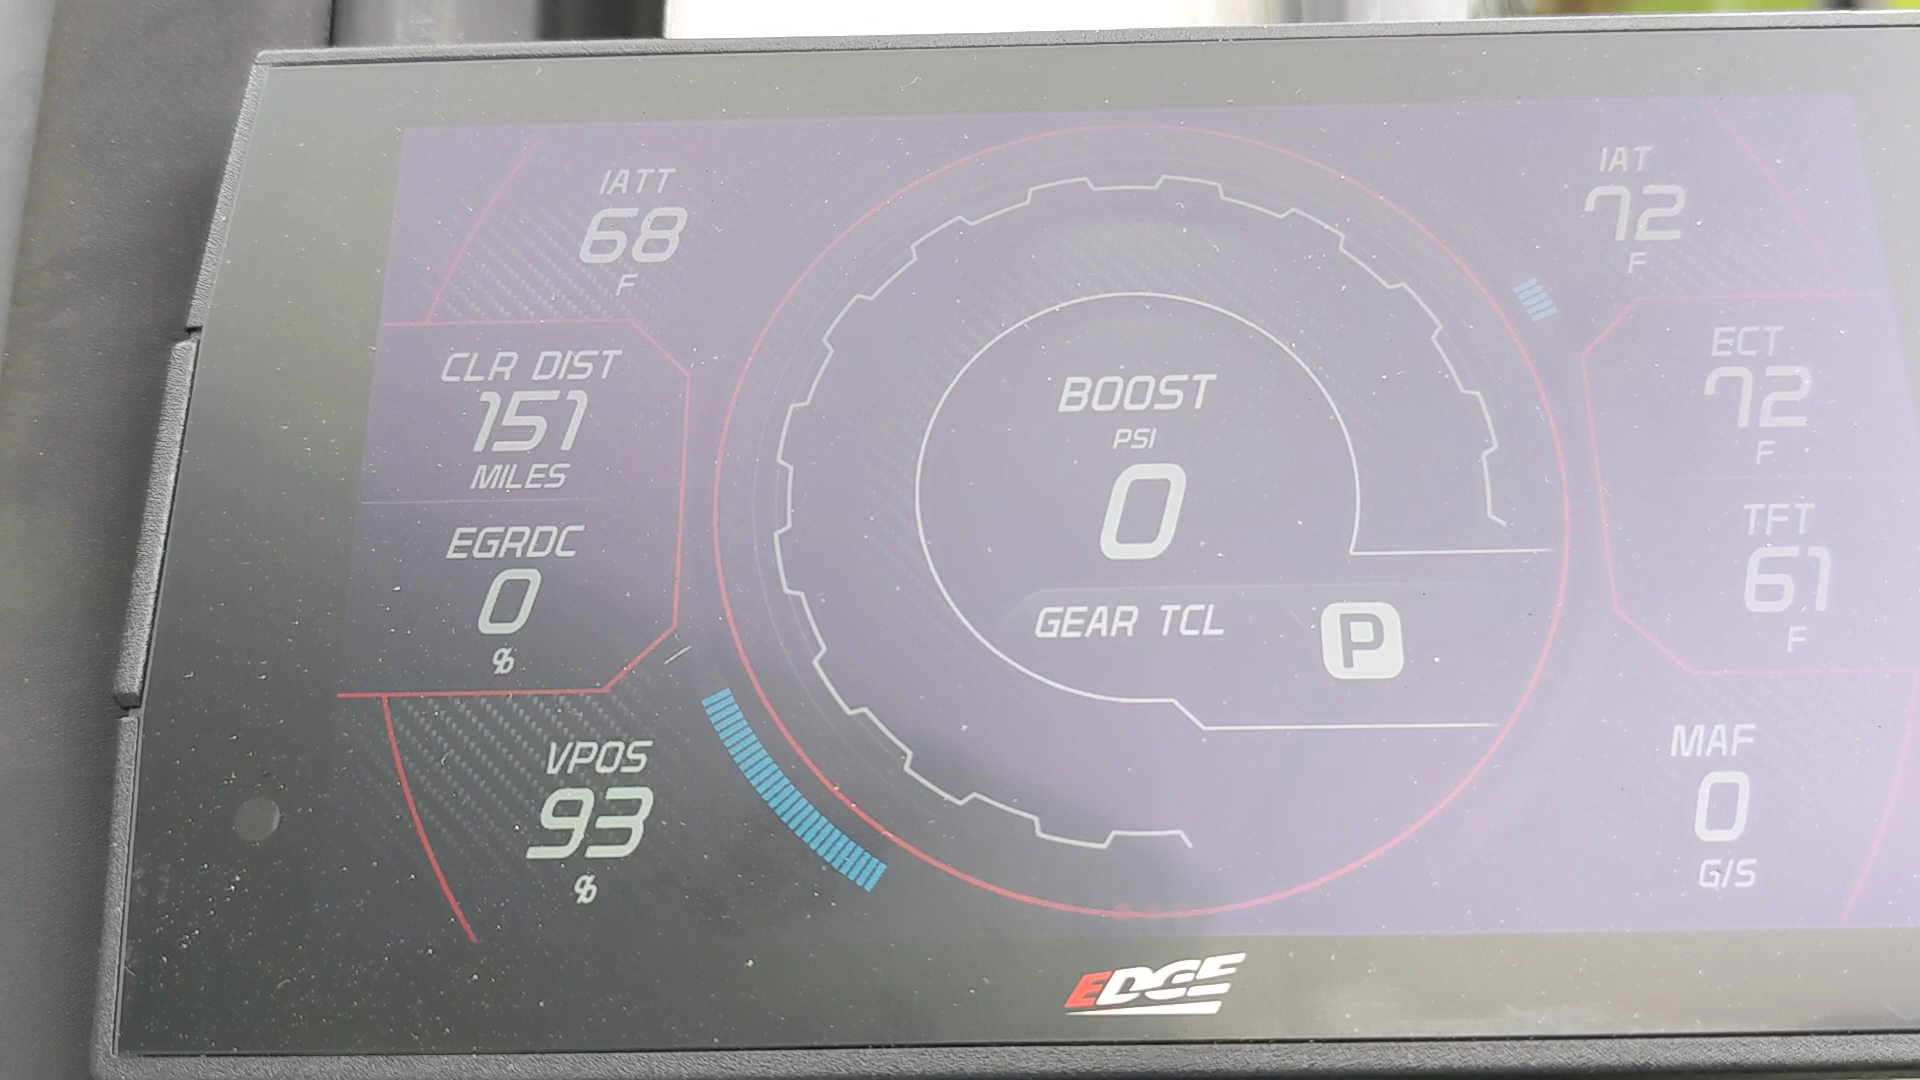 IATT
68
F
CLR DIST
151
MILES
EGRDC
0
%
VPOS
93
%
BOOST
PSI
0
GEAR TCL P
IAT
72
F
ECT
72
F
TFT
61
F
MAF
0
G/S
EDGE